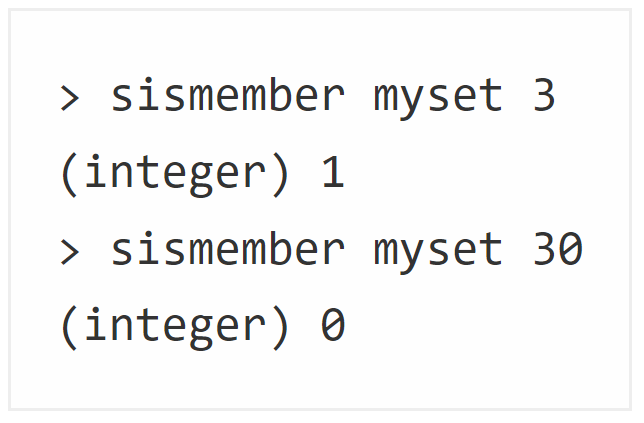 > sismember myset 3
(integer) 1
> sismember myset 30
(integer) 0